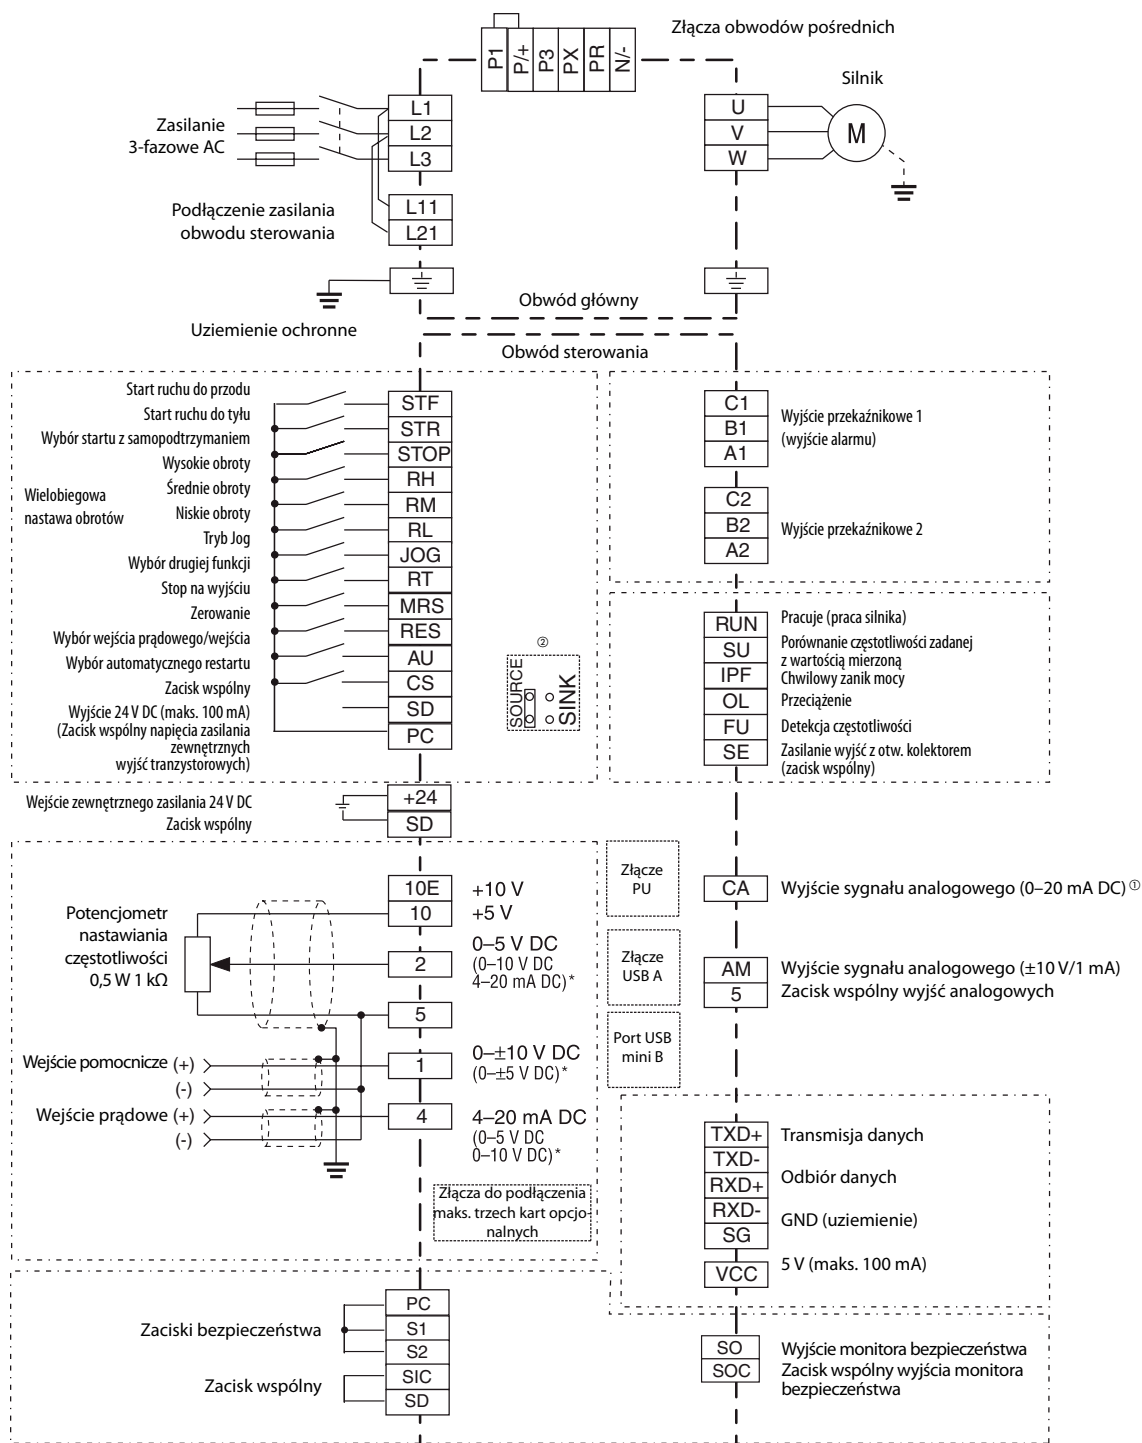 Złącza obwodów pośrednich
P1
P/+
P3
PX
PR
N/-
Zasilanie
3-fazowe AC
L1
L2
L3
Podłączenie zasilania
obwodu sterowania
L11
L21
Silnik
U
V
W
M
Uziemienie ochronne
Obwód główny
Obwód sterowania
Start ruchu do przodu
Start ruchu do tyłu
Wybór startu z samopodtrzymaniem
Wysokie obroty
Średnie obroty
Niskie obroty
Wielobiegowa
nastawa obrotów
Tryb Jog
Wybór drugiej funkcji
Stop na wyjściu
Zerowanie
Wybór wejścia prądowego/wejścia
Wybór automatycznego restartu
Zacisk wspólny
Wyjście 24 V DC (maks. 100 mA)
(Zacisk wspólny napięcia zasilania
zewnętrznych
wyjść tranzystorowych)
STF
STR
STOP
RH
RM
RL
JOG
RT
MRS
RES
AU
CS
SD
PC
②
SOURCE
SINK
C1
B1
A1
Wyjście przekaźnikowe 1
(wyjście alarmu)
C2
B2
A2
Wyjście przekaźnikowe 2
RUN
SU
IPF
OL
FU
SE
Pracuje (praca silnika)
Porównanie częstotliwości zadanej
z wartością mierzoną
Chwilowy zanik mocy
Przeciążenie
Detekcja częstotliwości
Zasilanie wyjść z otw. kolektorem
(zacisk wspólny)
Wejście zewnętrznego zasilania 24 V DC
Zacisk wspólny
+24
SD
Potencjometr
nastawiania
częstotliwości
0,5 W 1 kΩ
10E
10
2
5
1
4
+10 V
+5 V
0–5 V DC
(0–10 V DC
4–20 mA DC)*
Wejście pomocnicze (+)
(-)
0–±10 V DC
(0–±5 V DC)*
Wejście prądowe (+)
(-)
4–20 mA DC
(0–5 V DC
0–10 V DC)*
Złącza do podłączenia
maks. trzech kart opcjo-
nalnych
Złącze
PU
Złącze
USB A
Port USB
mini B
CA
Wyjście sygnału analogowego (0–20 mA DC) ①
AM
5
Wyjście sygnału analogowego (±10 V/1 mA)
Zacisk wspólny wyjść analogowych
TXD+
TXD-
RXD+
RXD-
SG
VCC
Transmisja danych
Odbiór danych
GND (uziemienie)
5 V (maks. 100 mA)
Zaciski bezpieczeństwa
Zacisk wspólny
PC
S1
S2
SIC
SD
SO
SOC
Wyjście monitora bezpieczeństwa
Zacisk wspólny wyjścia monitora
bezpieczeństwa